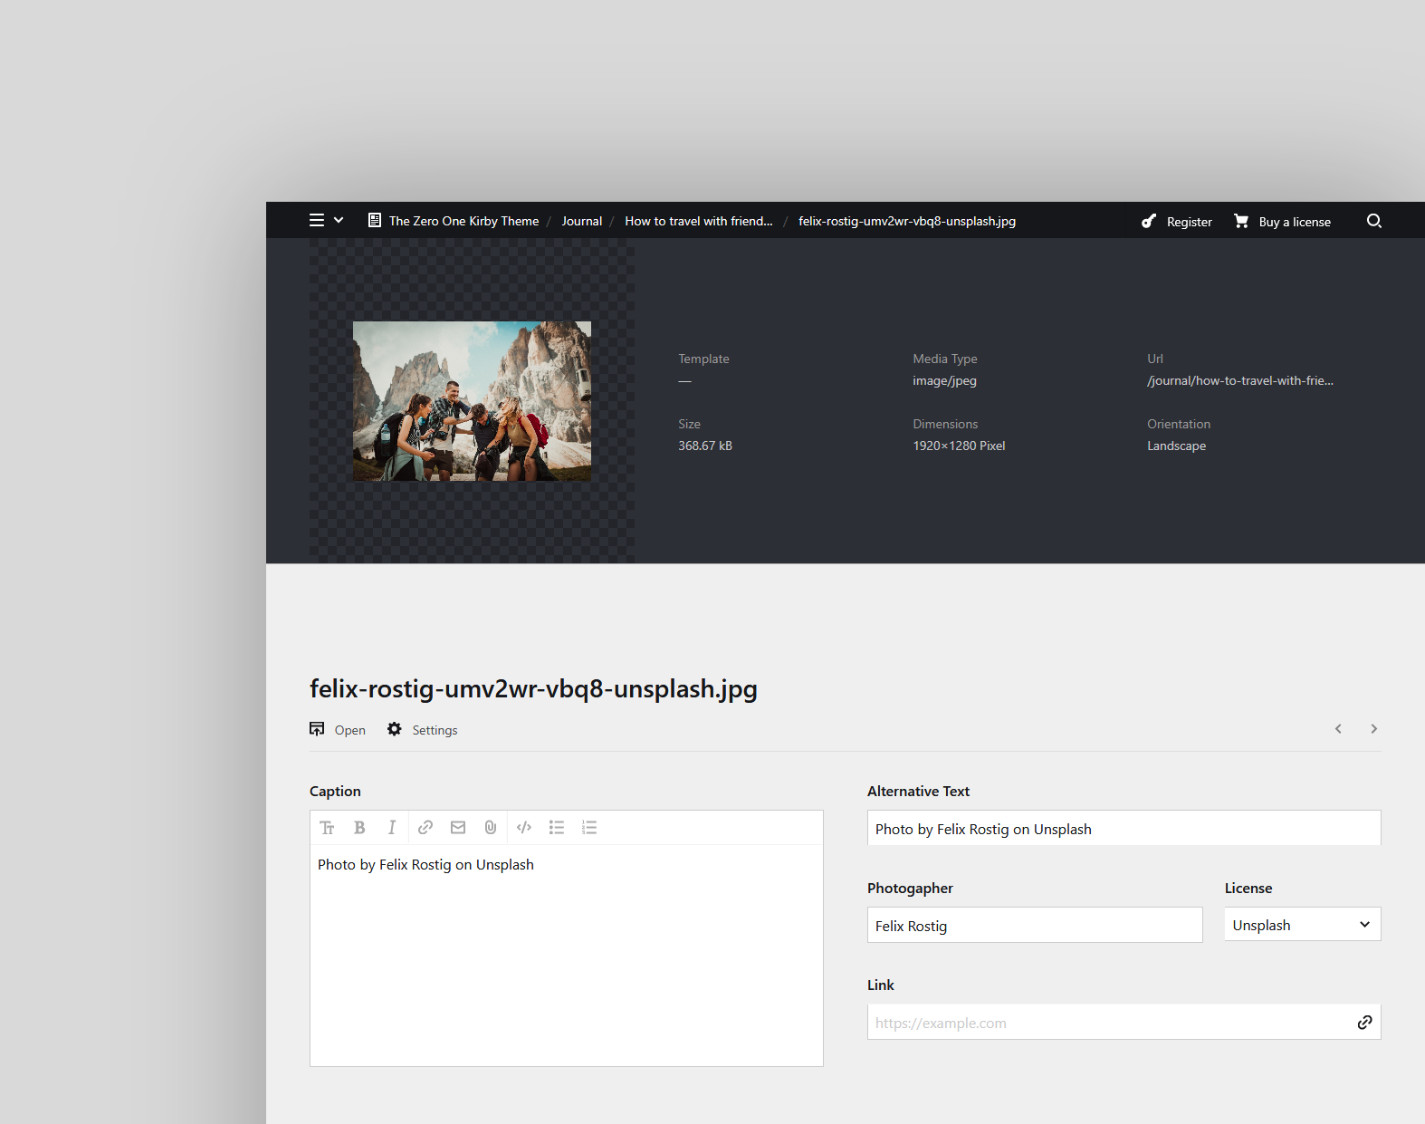 The Zero One Kirby Theme / Journal / How to travel with friend... / felix-rostig-umv2wr-vbq8-unsplash.jpg Register Buy a license
Template Media Type Url
— image/jpeg /journal/how-to-travel-with-frie...
Size Dimensions Orientation
368.67 kB 1920×1280 Pixel Landscape
felix-rostig-umv2wr-vbq8-unsplash.jpg
Open Settings
Caption
Photo by Felix Rostig on Unsplash
Alternative Text
Photo by Felix Rostig on Unsplash
Photogapher License
Felix Rostig Unsplash
Link
https://example.com